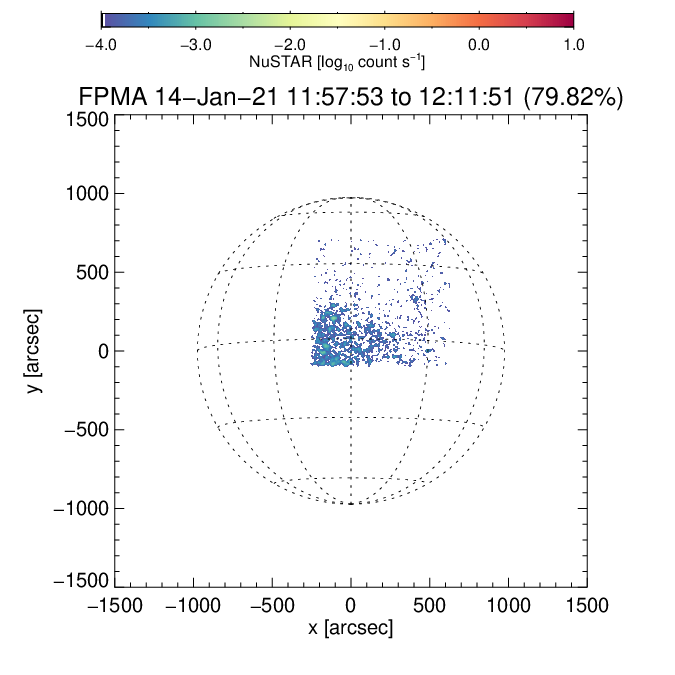 −4.0 −3.0 −2.0 −1.0 0.0 1.0
NuSTAR [log₁₀ count s⁻¹]
FPMA 14−Jan−21 11:57:53 to 12:11:51 (79.82%)
1500
1000
500
0
−500
−1000
−1500
y [arcsec]
−1500 −1000 −500 0 500 1000 1500
x [arcsec]